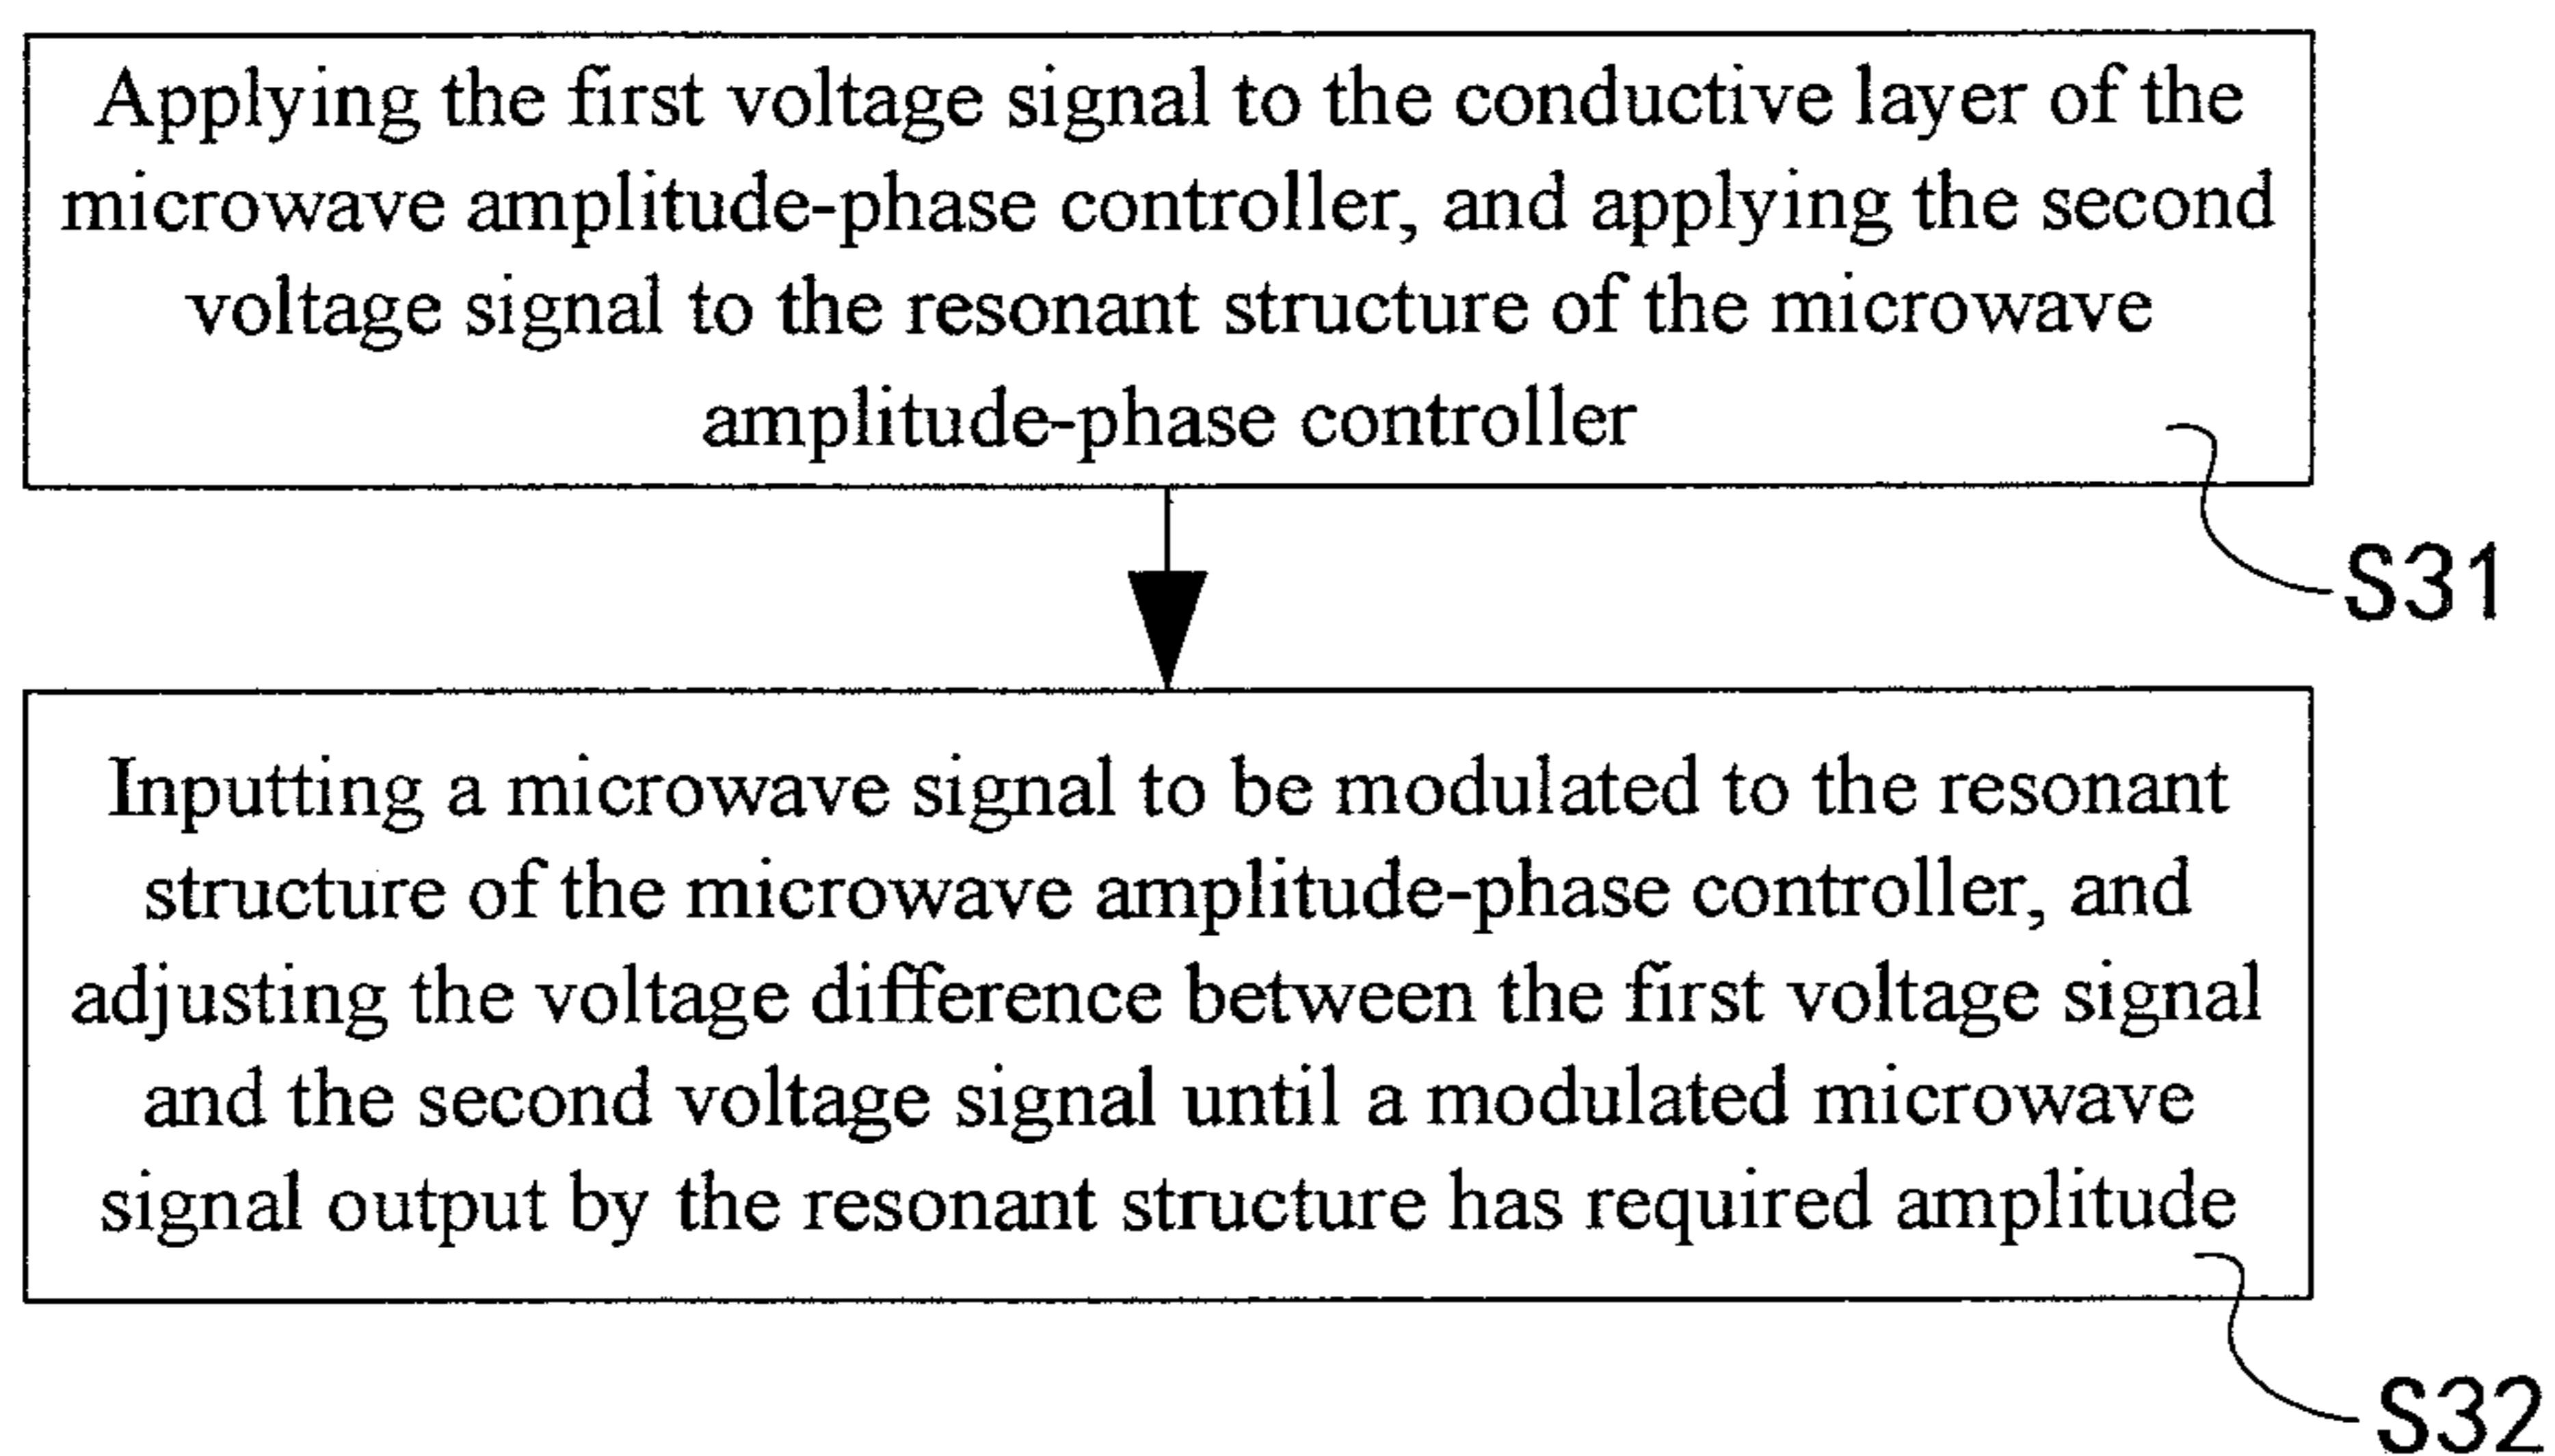 Applying the first voltage signal to the conductive layer of the
microwave amplitude-phase controller, and applying the second
voltage signal to the resonant structure of the microwave
amplitude-phase controller
S31
Inputting a microwave signal to be modulated to the resonant
structure of the microwave amplitude-phase controller, and
adjusting the voltage difference between the first voltage signal
and the second voltage signal until a modulated microwave
signal output by the resonant structure has required amplitude
S32